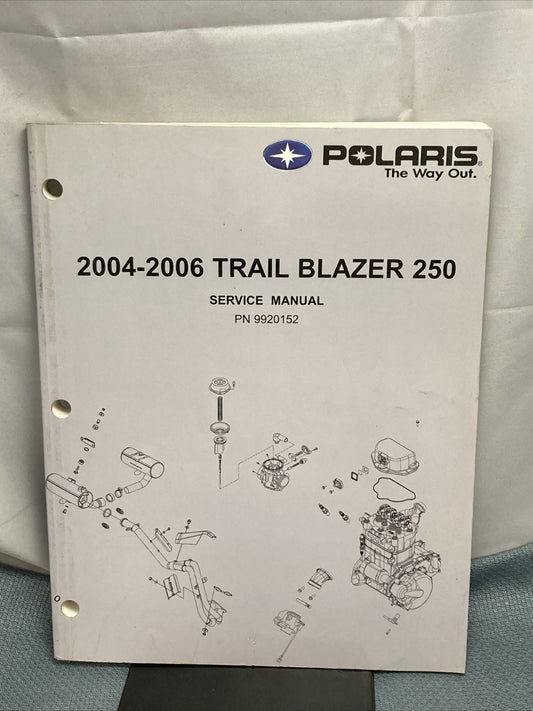 POLARIS®
The Way Out.
2004-2006 TRAIL BLAZER 250
SERVICE MANUAL
PN 9920152